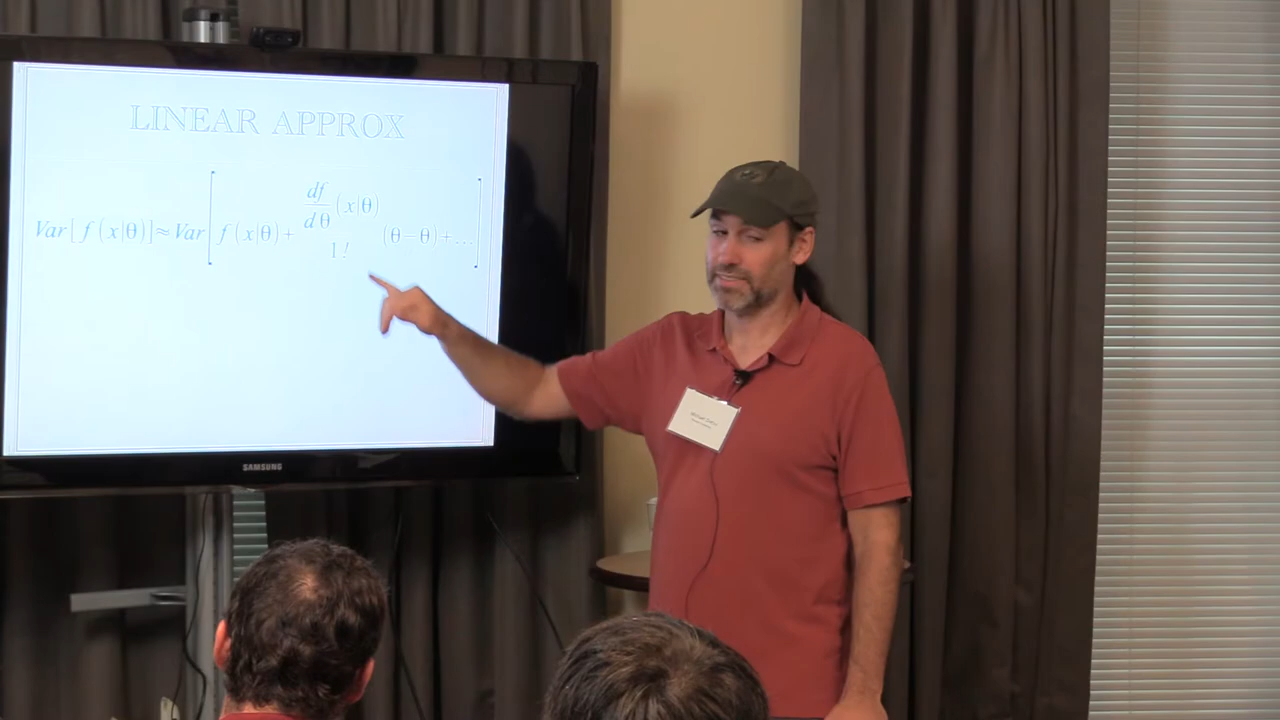 LINEAR APPROX
Var[f(x|θ)]≈Var[f(x|θ)+ df/dθ (x|θ) / 1! (θ−θ)+...]
SAMSUNG